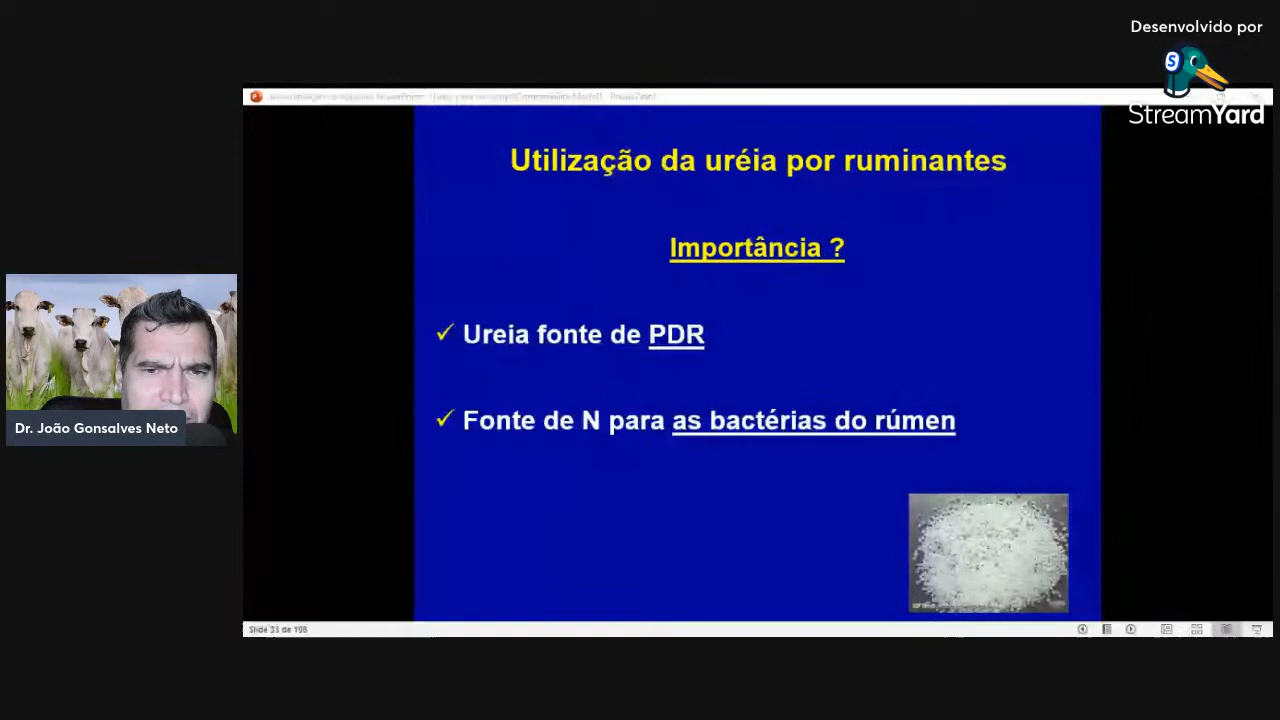 Desenvolvido por
S
StreamYard
Utilização da uréia por ruminantes
Importância ?
✓ Ureia fonte de PDR
✓ Fonte de N para as bactérias do rúmen
Dr. João Gonsalves Neto
Slide 33 de 198